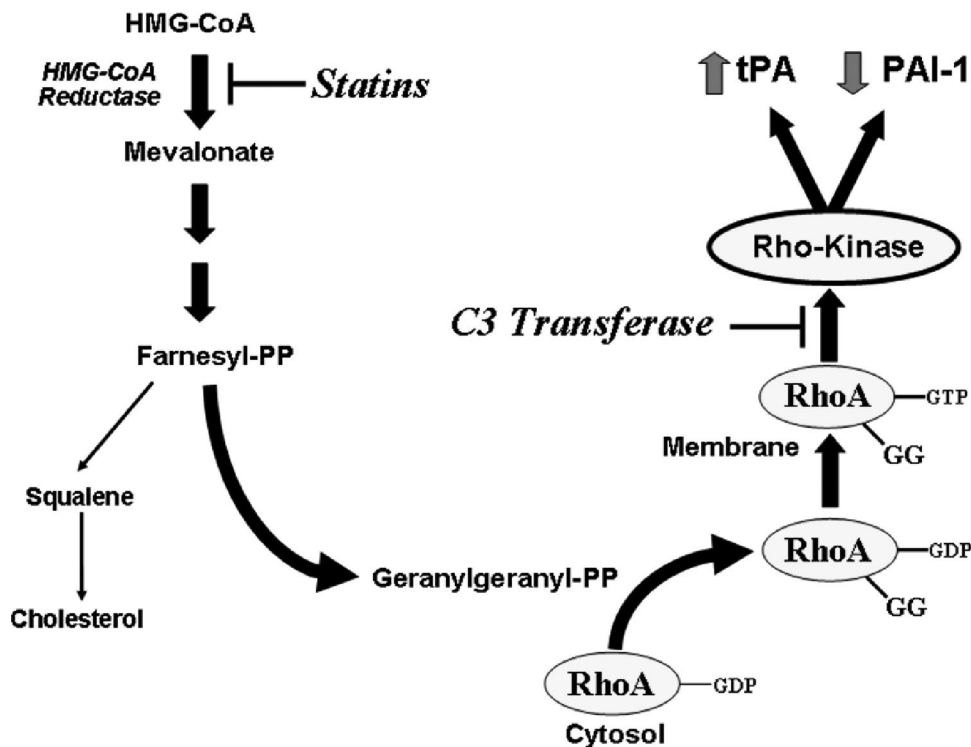 HMG-CoA
HMG-CoA
Reductase
Statins
Mevalonate
Farnesyl-PP
Squalene
Cholesterol
Geranylgeranyl-PP
tPA
PAI-1
Rho-Kinase
C3 Transferase
RhoA
GTP
GG
Membrane
RhoA
GDP
GG
RhoA
GDP
Cytosol